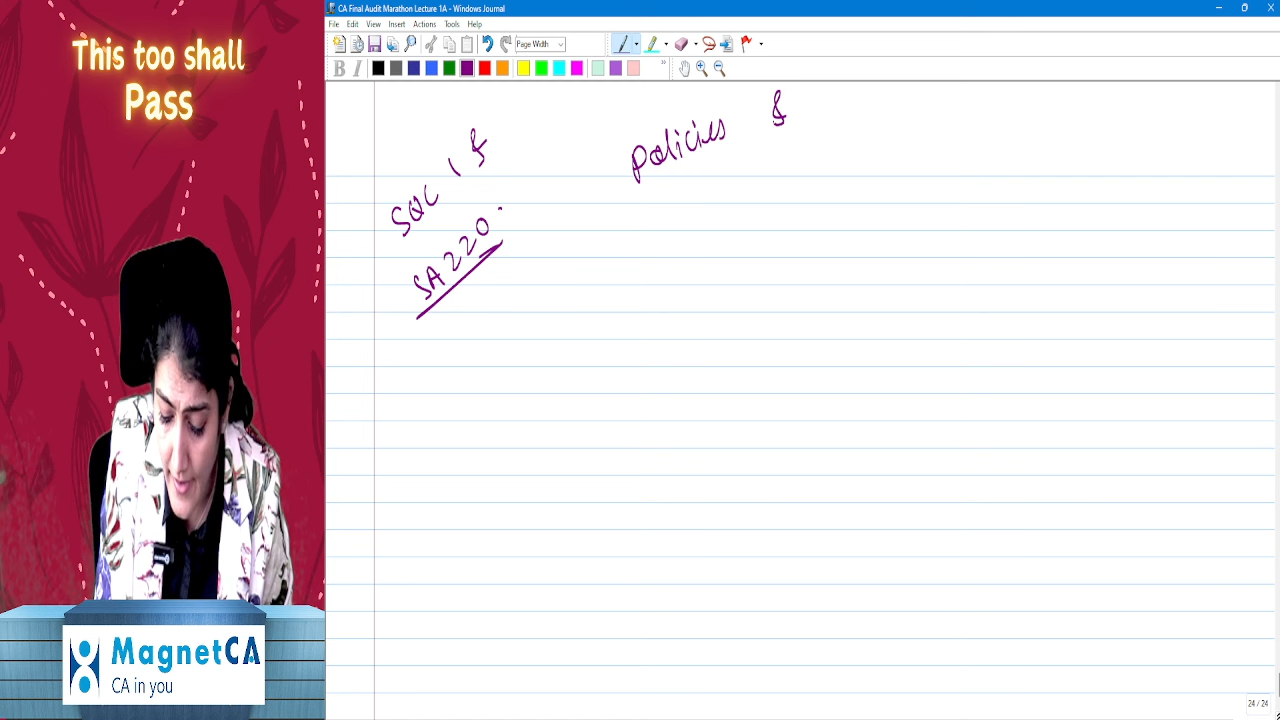 This too shall
Pass
CA Final Audit Marathon Lecture 1A - Windows Journal
File Edit View Insert Actions Tools Help
Page Width
B I
SQC 1 &
SA 220.
Policies &
MagnetCA
CA in you
24 / 24